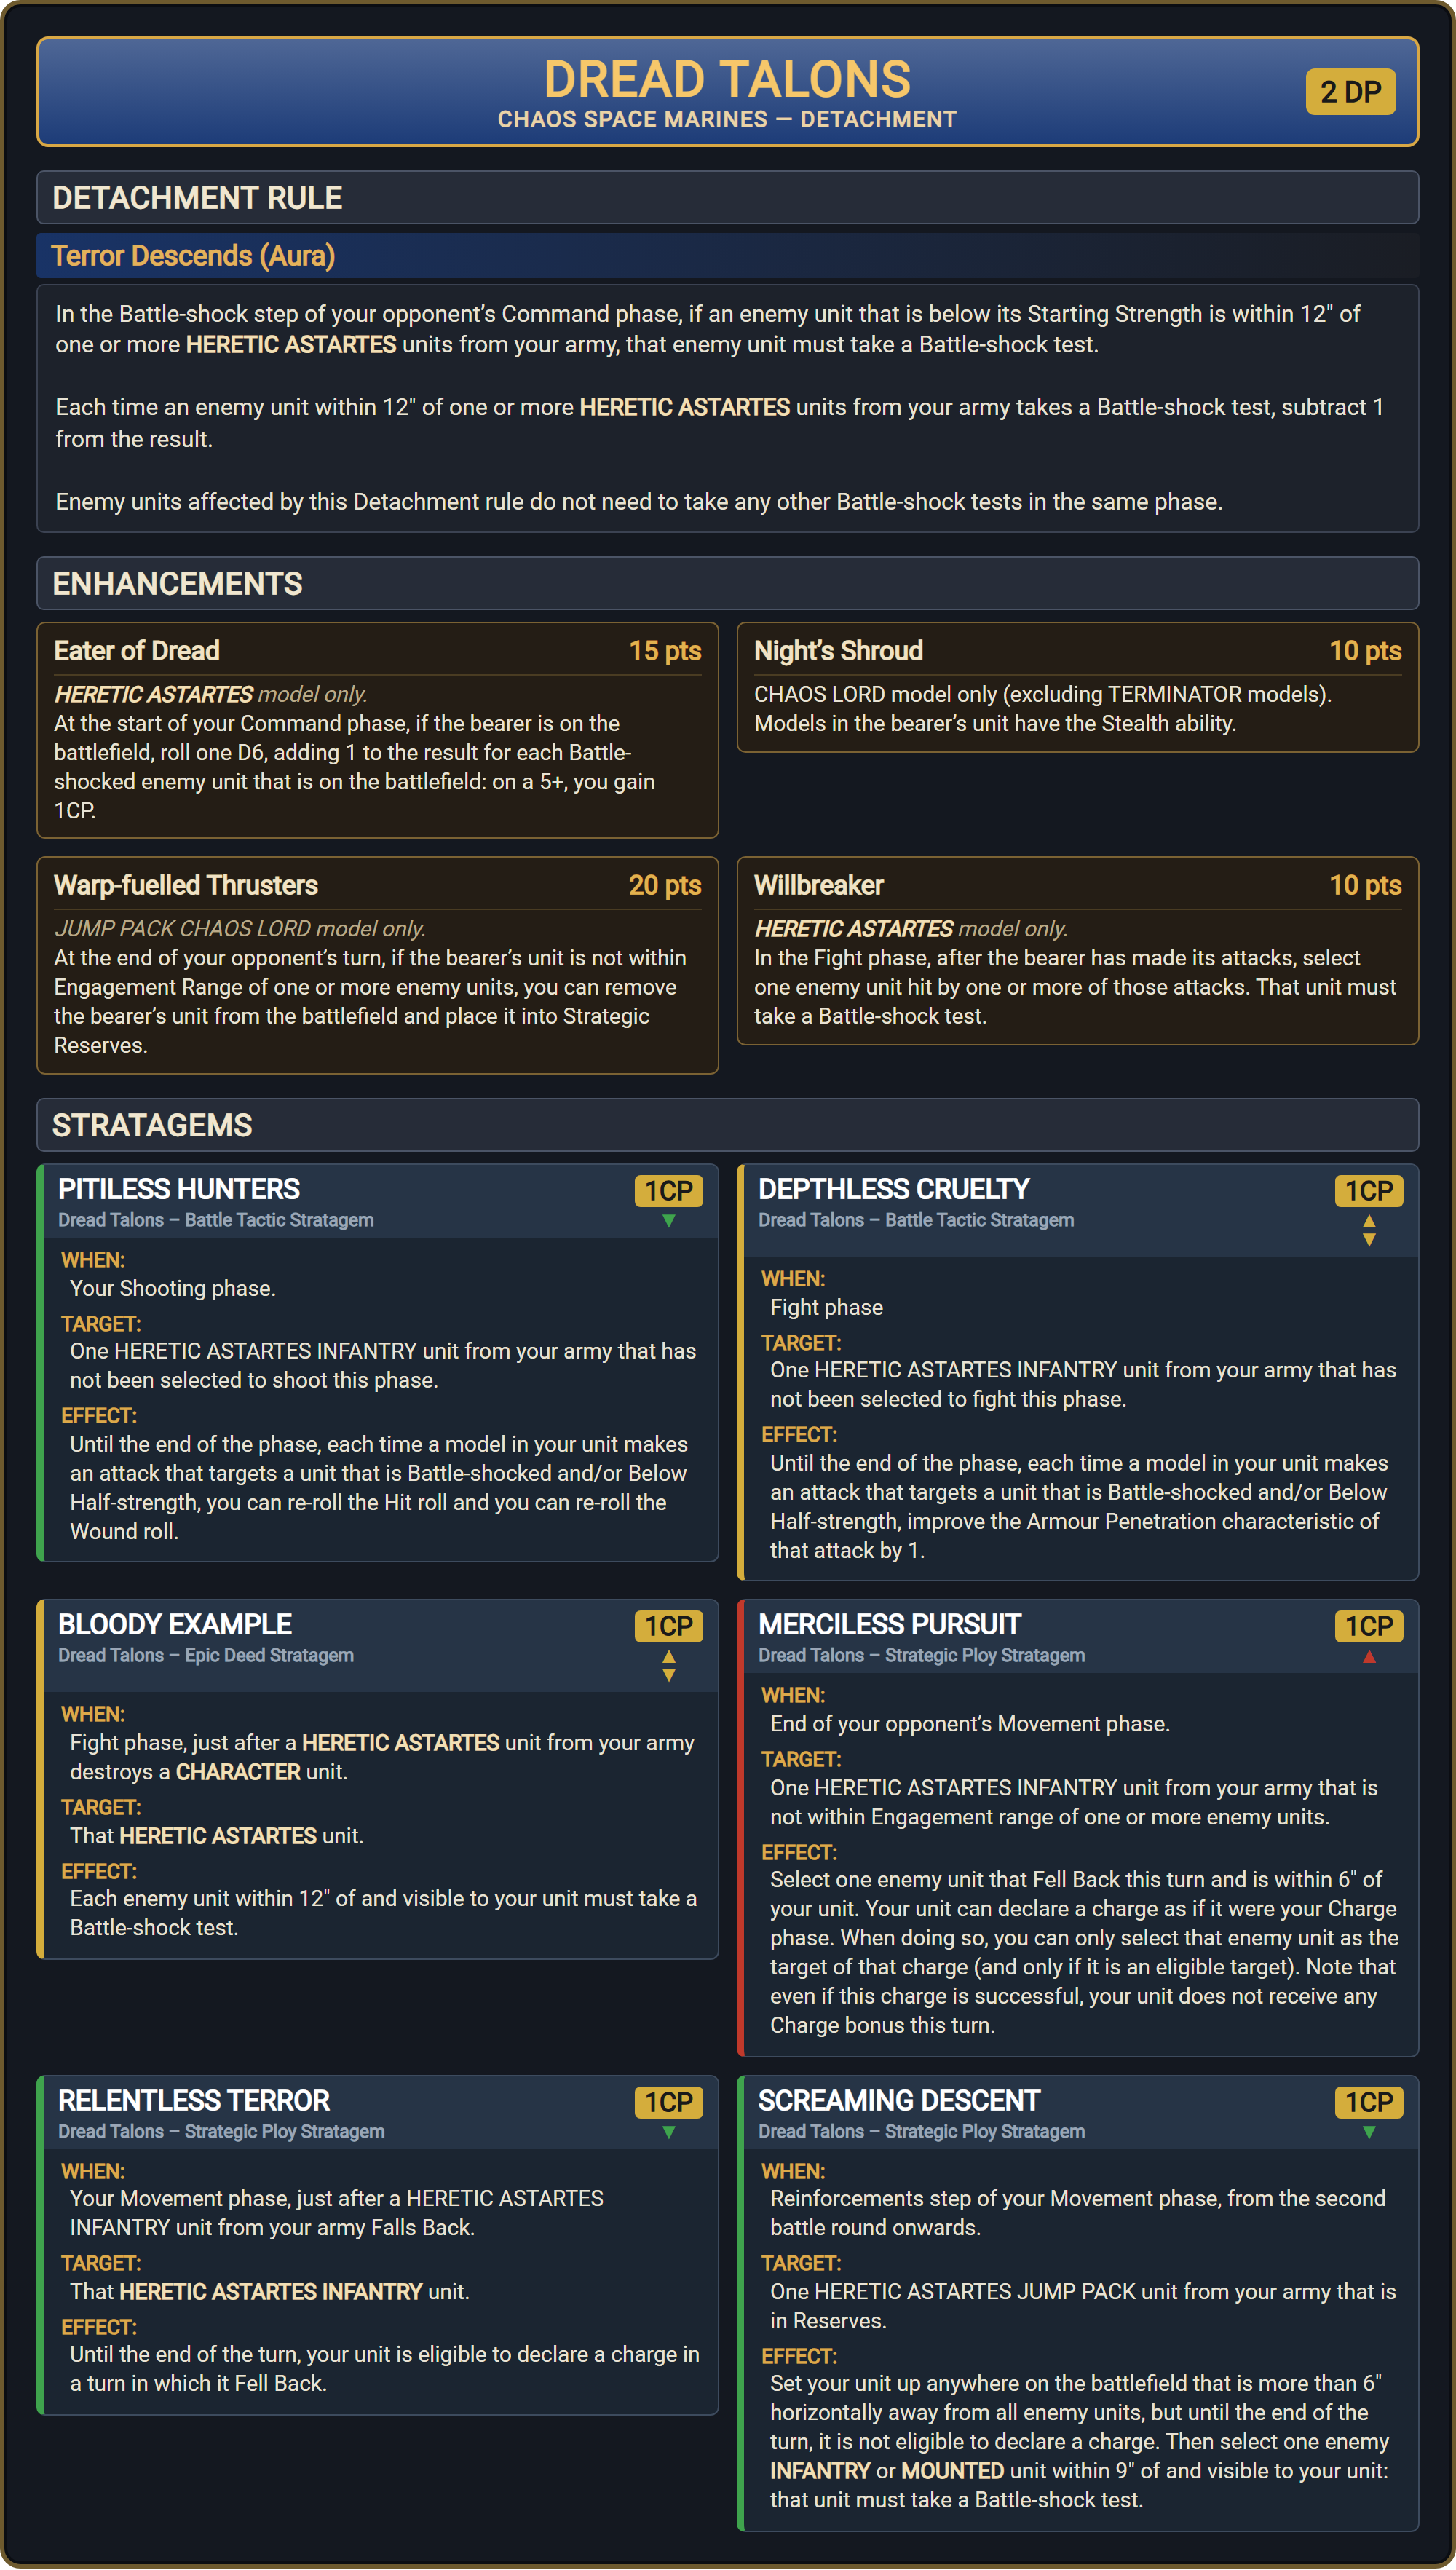 DREAD TALONS
CHAOS SPACE MARINES — DETACHMENT
2 DP
DETACHMENT RULE
Terror Descends (Aura)
In the Battle-shock step of your opponent’s Command phase, if an enemy unit that is below its Starting Strength is within 12" of
one or more HERETIC ASTARTES units from your army, that enemy unit must take a Battle-shock test.
Each time an enemy unit within 12" of one or more HERETIC ASTARTES units from your army takes a Battle-shock test, subtract 1
from the result.
Enemy units affected by this Detachment rule do not need to take any other Battle-shock tests in the same phase.
ENHANCEMENTS
Eater of Dread 15 pts
HERETIC ASTARTES model only.
At the start of your Command phase, if the bearer is on the
battlefield, roll one D6, adding 1 to the result for each Battle-
shocked enemy unit that is on the battlefield: on a 5+, you gain
1CP.
Night’s Shroud 10 pts
CHAOS LORD model only (excluding TERMINATOR models).
Models in the bearer’s unit have the Stealth ability.
Warp-fuelled Thrusters 20 pts
JUMP PACK CHAOS LORD model only.
At the end of your opponent’s turn, if the bearer’s unit is not within
Engagement Range of one or more enemy units, you can remove
the bearer’s unit from the battlefield and place it into Strategic
Reserves.
Willbreaker 10 pts
HERETIC ASTARTES model only.
In the Fight phase, after the bearer has made its attacks, select
one enemy unit hit by one or more of those attacks. That unit must
take a Battle-shock test.
STRATAGEMS
PITILESS HUNTERS 1CP
Dread Talons – Battle Tactic Stratagem ▼
WHEN:
Your Shooting phase.
TARGET:
One HERETIC ASTARTES INFANTRY unit from your army that has
not been selected to shoot this phase.
EFFECT:
Until the end of the phase, each time a model in your unit makes
an attack that targets a unit that is Battle-shocked and/or Below
Half-strength, you can re-roll the Hit roll and you can re-roll the
Wound roll.
DEPTHLESS CRUELTY 1CP
Dread Talons – Battle Tactic Stratagem ▲
▼
WHEN:
Fight phase
TARGET:
One HERETIC ASTARTES INFANTRY unit from your army that has
not been selected to fight this phase.
EFFECT:
Until the end of the phase, each time a model in your unit makes
an attack that targets a unit that is Battle-shocked and/or Below
Half-strength, improve the Armour Penetration characteristic of
that attack by 1.
BLOODY EXAMPLE 1CP
Dread Talons – Epic Deed Stratagem ▲
▼
WHEN:
Fight phase, just after a HERETIC ASTARTES unit from your army
destroys a CHARACTER unit.
TARGET:
That HERETIC ASTARTES unit.
EFFECT:
Each enemy unit within 12" of and visible to your unit must take a
Battle-shock test.
MERCILESS PURSUIT 1CP
Dread Talons – Strategic Ploy Stratagem ▲
WHEN:
End of your opponent’s Movement phase.
TARGET:
One HERETIC ASTARTES INFANTRY unit from your army that is
not within Engagement range of one or more enemy units.
EFFECT:
Select one enemy unit that Fell Back this turn and is within 6" of
your unit. Your unit can declare a charge as if it were your Charge
phase. When doing so, you can only select that enemy unit as the
target of that charge (and only if it is an eligible target). Note that
even if this charge is successful, your unit does not receive any
Charge bonus this turn.
RELENTLESS TERROR 1CP
Dread Talons – Strategic Ploy Stratagem ▼
WHEN:
Your Movement phase, just after a HERETIC ASTARTES
INFANTRY unit from your army Falls Back.
TARGET:
That HERETIC ASTARTES INFANTRY unit.
EFFECT:
Until the end of the turn, your unit is eligible to declare a charge in
a turn in which it Fell Back.
SCREAMING DESCENT 1CP
Dread Talons – Strategic Ploy Stratagem ▼
WHEN:
Reinforcements step of your Movement phase, from the second
battle round onwards.
TARGET:
One HERETIC ASTARTES JUMP PACK unit from your army that is
in Reserves.
EFFECT:
Set your unit up anywhere on the battlefield that is more than 6"
horizontally away from all enemy units, but until the end of the
turn, it is not eligible to declare a charge. Then select one enemy
INFANTRY or MOUNTED unit within 9" of and visible to your unit:
that unit must take a Battle-shock test.